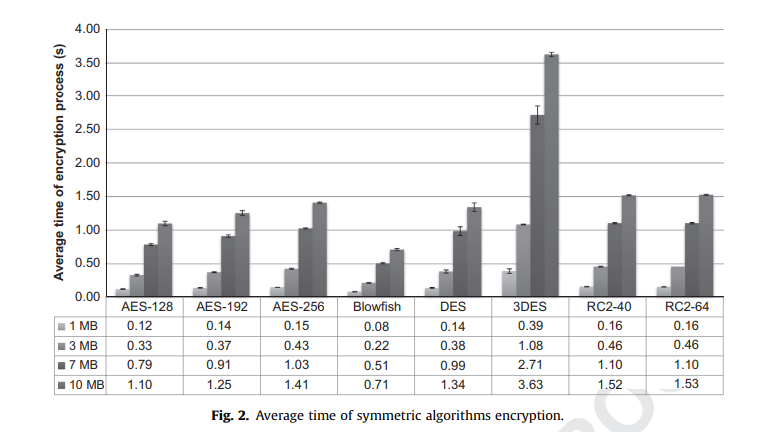 Average time of encryption process (s)
4.00
3.50
3.00
2.50
2.00
1.50
1.00
0.50
0.00
AES-128 AES-192 AES-256 Blowfish DES 3DES RC2-40 RC2-64
1 MB 0.12 0.14 0.15 0.08 0.14 0.39 0.16 0.16
3 MB 0.33 0.37 0.43 0.22 0.38 1.08 0.46 0.46
7 MB 0.79 0.91 1.03 0.51 0.99 2.71 1.10 1.10
10 MB 1.10 1.25 1.41 0.71 1.34 3.63 1.52 1.53
Fig. 2. Average time of symmetric algorithms encryption.